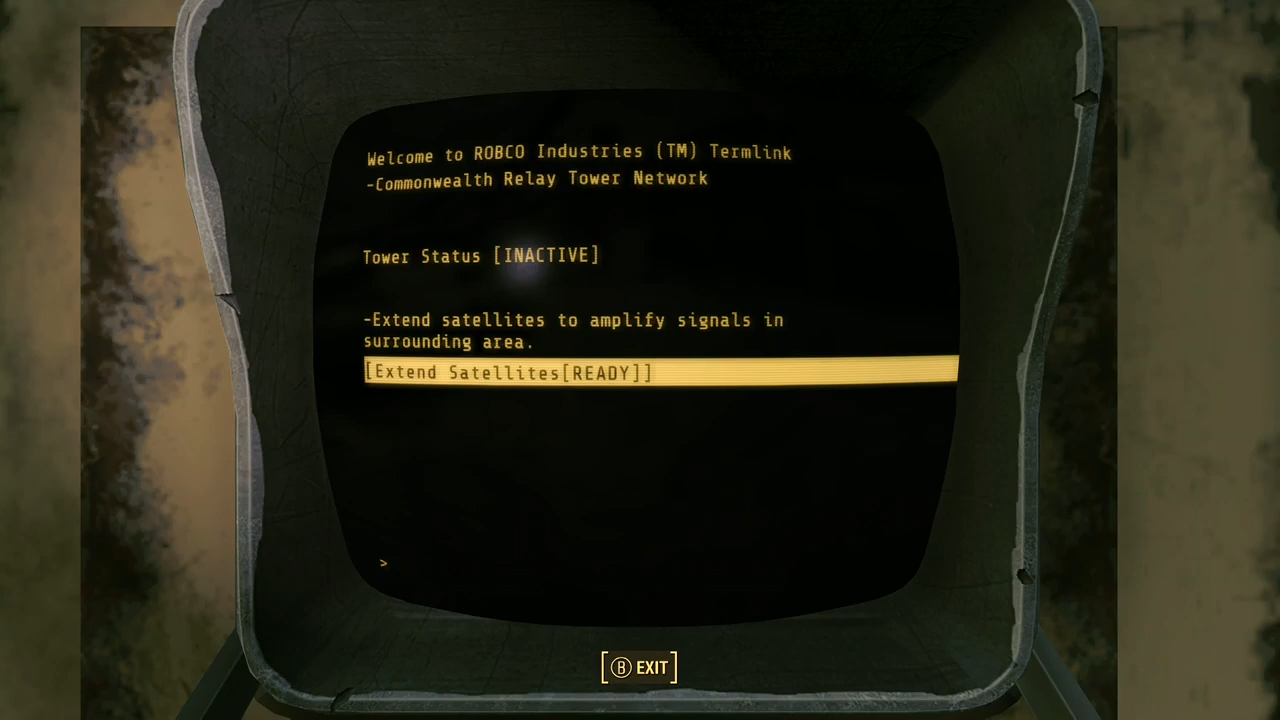 Welcome to ROBCO Industries (TM) Termlink
-Commonwealth Relay Tower Network
Tower Status [INACTIVE]
-Extend satellites to amplify signals in
surrounding area.
[Extend Satellites[READY]]
>
[Ⓑ EXIT]